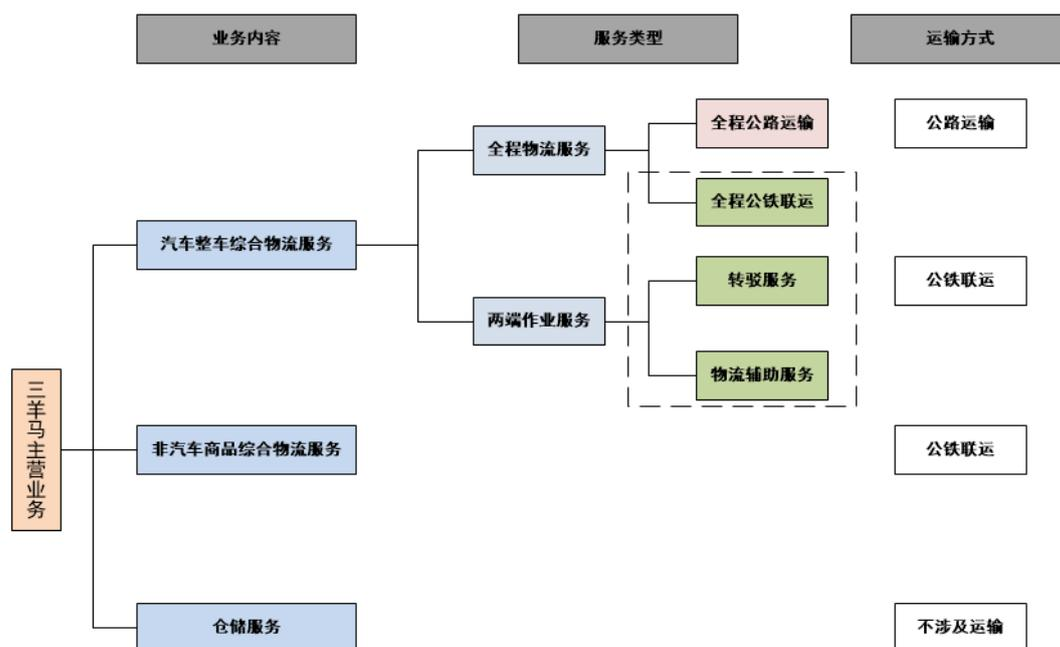 业务内容
服务类型
运输方式
全程公路运输
公路运输
全程物流服务
全程公铁联运
汽车整车综合物流服务
转驳服务
公铁联运
两端作业服务
物流辅助服务
三羊马主营业务
非汽车商品综合物流服务
公铁联运
仓储服务
不涉及运输